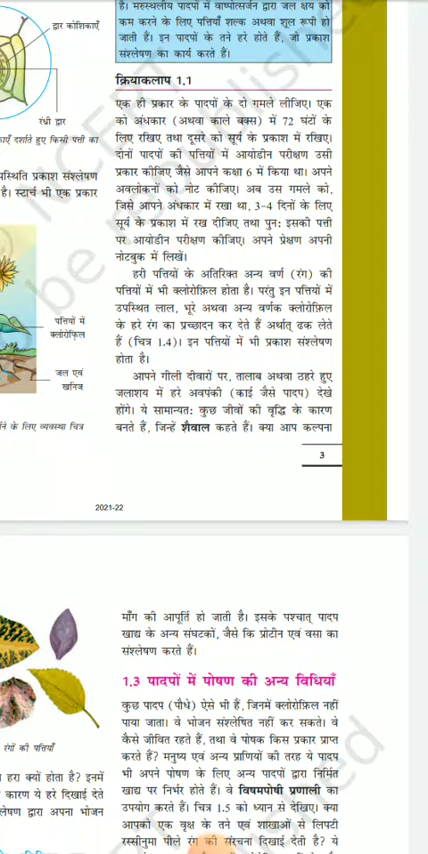 द्वार कोशिकाएँ
रंध्री द्वार
दर्शाते हुए किसी पत्ती का
स्थिति प्रकाश संश्लेषण
है। स्टार्च भी एक प्रकार
पत्तियों में
क्लोरोफिल
जल एवं
खनिज
के लिए व्यवस्था चित्र
है। मरुस्थलीय पादपों में वाष्पोत्सर्जन द्वारा जल क्षय को
कम करने के लिए पत्तियाँ शल्क अथवा शूल रूपी हो
जाती हैं। इन पादपों के तने हरे होते हैं, जो प्रकाश
संश्लेषण का कार्य करते हैं।
क्रियाकलाप 1.1
एक ही प्रकार के पादपों के दो गमले लीजिए। एक
को अंधकार (अथवा काले बक्स) में 72 घंटों के
लिए रखिए तथा दूसरे को सूर्य के प्रकाश में रखिए।
दोनों पादपों की पत्तियों में आयोडीन परीक्षण उसी
प्रकार कीजिए जैसे आपने कक्षा 6 में किया था। अपने
अवलोकनों को नोट कीजिए। अब उस गमले को,
जिसे आपने अंधकार में रखा था, 3-4 दिनों के लिए
सूर्य के प्रकाश में रख दीजिए तथा पुन: इसकी पत्ती
पर आयोडीन परीक्षण कीजिए। अपने प्रेक्षण अपनी
नोटबुक में लिखें।
हरी पत्तियों के अतिरिक्त अन्य वर्ण (रंग) की
पत्तियों में भी क्लोरोफ़िल होता है। परंतु इन पत्तियों में
उपस्थित लाल, भूरे अथवा अन्य वर्णक क्लोरोफ़िल
के हरे रंग का प्रच्छादन कर देते हैं अर्थात् ढक लेते
हैं (चित्र 1.4)। इन पत्तियों में भी प्रकाश संश्लेषण
होता है।
आपने गीली दीवारों पर, तालाब अथवा ठहरे हुए
जलाशय में हरे अवपंकी (काई जैसे पादप) देखे
होंगे। ये सामान्यत: कुछ जीवों की वृद्धि के कारण
बनते हैं, जिन्हें शैवाल कहते हैं। क्या आप कल्पना
3
2021-22
रंगों की पत्तियाँ
हरा क्यों होता है? इनमें
कारण ये हरे दिखाई देते
द्वारा अपना भोजन
माँग की आपूर्ति हो जाती है। इसके पश्चात् पादप
खाद्य के अन्य संघटकों, जैसे कि प्रोटीन एवं वसा का
संश्लेषण करते हैं।
1.3 पादपों में पोषण की अन्य विधियाँ
कुछ पादप (पौधे) ऐसे भी हैं, जिनमें क्लोरोफ़िल नहीं
पाया जाता। वे भोजन संश्लेषित नहीं कर सकते। वे
कैसे जीवित रहते हैं, तथा वे पोषक किस प्रकार प्राप्त
करते हैं? मनुष्य एवं अन्य प्राणियों की तरह ये पादप
भी अपने पोषण के लिए अन्य पादपों द्वारा निर्मित
खाद्य पर निर्भर होते हैं। वे विषमपोषी प्रणाली का
उपयोग करते हैं। चित्र 1.5 को ध्यान से देखिए। क्या
आपको एक वृक्ष के तने एवं शाखाओं से लिपटी
रस्सीनुमा पीले रंग की संरचना दिखाई देती है? ये
© NCERT
be republished